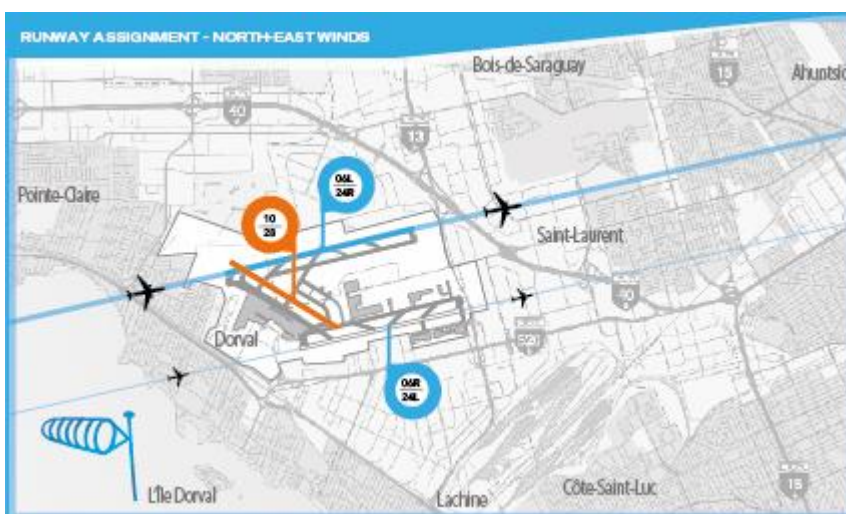 RUNWAY ASSIGNMENT - NORTH-EAST WINDS
Bois-de-Saraguay
15
Ahuntsic
40
13
Pointe-Claire
06L
24R
10
28
Saint-Laurent
Dorval
520
06R
24L
L'Île Dorval
Lachine
Côte-Saint-Luc
15